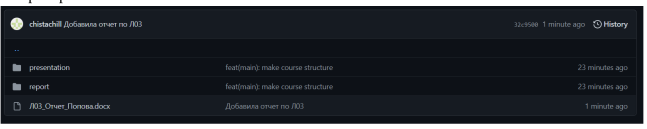 chistachill Добавила отчет по Л03 32c9500 1 minute ago History
..
presentation feat(main): make course structure 23 minutes ago
report feat(main): make course structure 23 minutes ago
Л03_Отчет_Попова.docx Добавила отчет по Л03 1 minute ago